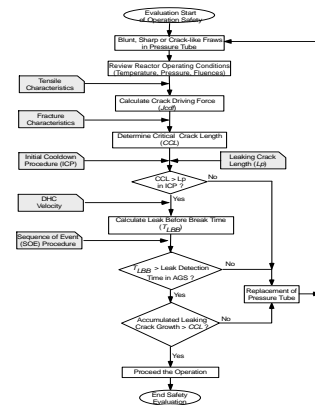 Evaluation Start
of Operation Safety
Blunt, Sharp or Crack-like Fraws
in Pressure Tube
Review Reactor Operating Conditions
(Temperature, Pressure, Fluences)
Tensile
Characteristics
Calculate Crack Driving Force
(Jcdf)
Fracture
Characteristics
Determine Critical Crack Length
(CCL)
Initial Cooldown
Procedure (ICP)
Leaking Crack
Length (Lp)
CCL > Lp
in ICP ?
No
Yes
DHC
Velocity
Calculate Leak Before Break Time
(TLBB)
Sequence of Event
(SOE) Procedure
TLBB > Leak Detection
Time in AGS ?
No
Yes
Replacement of
Pressure Tube
Accumulated Leaking
Crack Growth > CCL ?
No
Yes
Proceed the Operation
End Safety
Evaluation